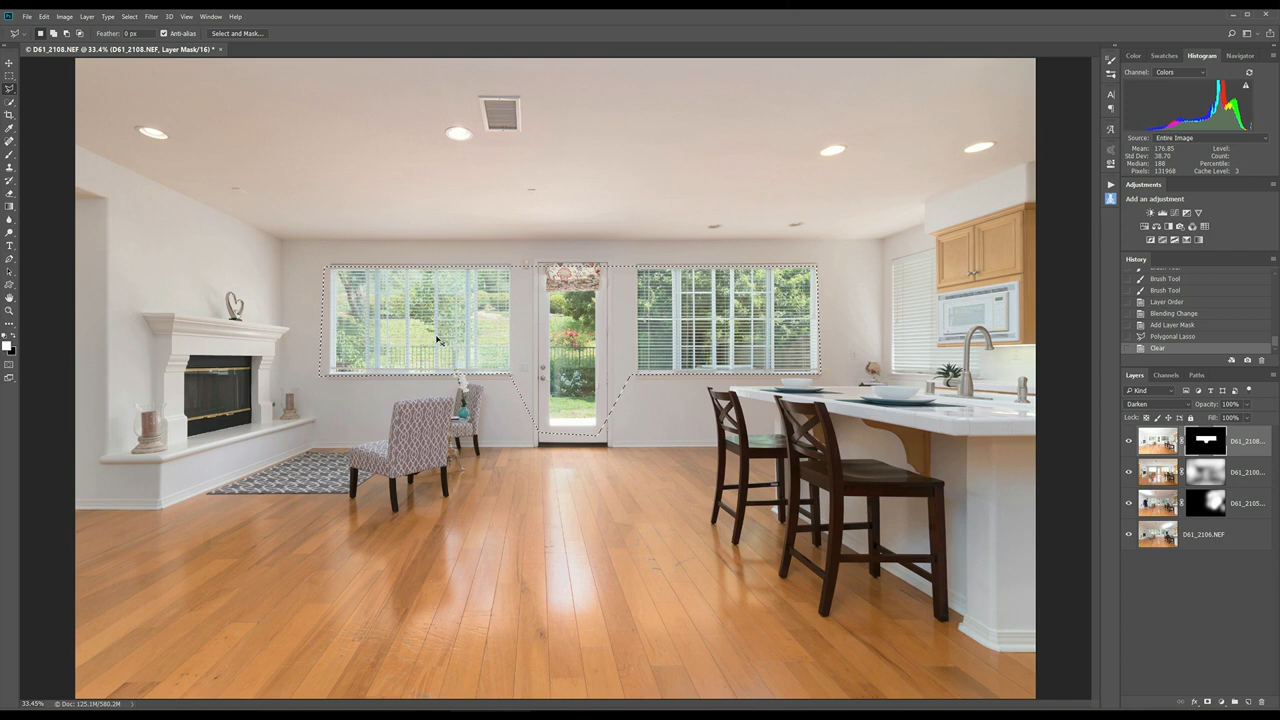 Ps File Edit Image Layer Type Select Filter 3D View Window Help
Feather: 0 px Anti-alias Select and Mask...
© D61_2108.NEF @ 33.4% (D61_2108.NEF, Layer Mask/16) * ×
Color Swatches Histogram Navigator
Channel: Colors
Source: Entire Image
Mean: 176.85 Level:
Std Dev: 38.70 Count:
Median: 188 Percentile:
Pixels: 131968 Cache Level: 3
Adjustments
Add an adjustment
History
Brush Tool
Brush Tool
Layer Order
Blending Change
Add Layer Mask
Polygonal Lasso
Clear
Layers Channels Paths
Kind
Darken Opacity: 100%
Lock: Fill: 100%
D61_2108...
D61_2100...
D61_2105...
D61_2106.NEF
33.45% Doc: 125.1M/580.2M